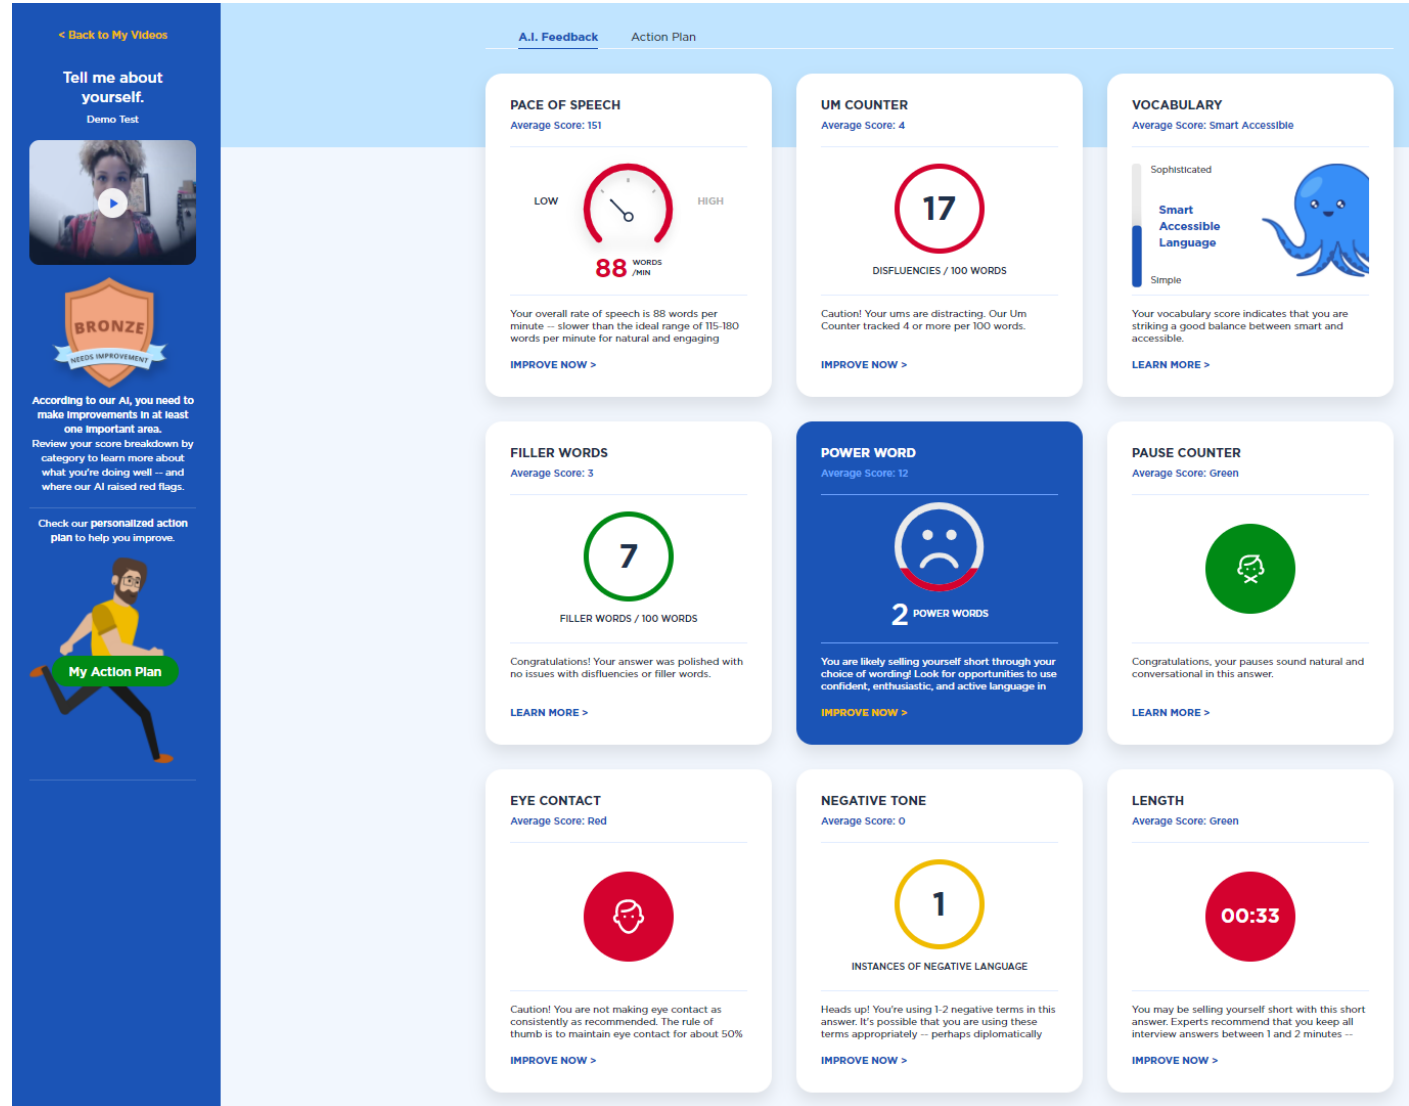 < Back to My Videos
Tell me about
yourself.
Demo Test
BRONZE
NEEDS IMPROVEMENT
According to our AI, you need to
make improvements in at least
one important area.
Review your score breakdown by
category to learn more about
what you're doing well -- and
where our AI raised red flags.
Check our personalized action
plan to help you improve.
My Action Plan
A.I. Feedback
Action Plan
PACE OF SPEECH
Average Score: 151
LOW
HIGH
88 WORDS
/MIN
Your overall rate of speech is 88 words per
minute -- slower than the ideal range of 115-180
words per minute for natural and engaging
IMPROVE NOW >
UM COUNTER
Average Score: 4
17
DISFLUENCIES / 100 WORDS
Caution! Your ums are distracting. Our Um
Counter tracked 4 or more per 100 words.
IMPROVE NOW >
VOCABULARY
Average Score: Smart Accessible
Sophisticated
Smart
Accessible
Language
Simple
Your vocabulary score indicates that you are
striking a good balance between smart and
accessible.
LEARN MORE >
FILLER WORDS
Average Score: 3
7
FILLER WORDS / 100 WORDS
Congratulations! Your answer was polished with
no issues with disfluencies or filler words.
LEARN MORE >
POWER WORD
Average Score: 12
2 POWER WORDS
You are likely selling yourself short through your
choice of wording! Look for opportunities to use
confident, enthusiastic, and active language in
IMPROVE NOW >
PAUSE COUNTER
Average Score: Green
Congratulations, your pauses sound natural and
conversational in this answer.
LEARN MORE >
EYE CONTACT
Average Score: Red
Caution! You are not making eye contact as
consistently as recommended. The rule of
thumb is to maintain eye contact for about 50%
IMPROVE NOW >
NEGATIVE TONE
Average Score: 0
1
INSTANCES OF NEGATIVE LANGUAGE
Heads up! You're using 1-2 negative terms in this
answer. It's possible that you are using these
terms appropriately -- perhaps diplomatically
IMPROVE NOW >
LENGTH
Average Score: Green
00:33
You may be selling yourself short with this short
answer. Experts recommend that you keep all
interview answers between 1 and 2 minutes --
IMPROVE NOW >